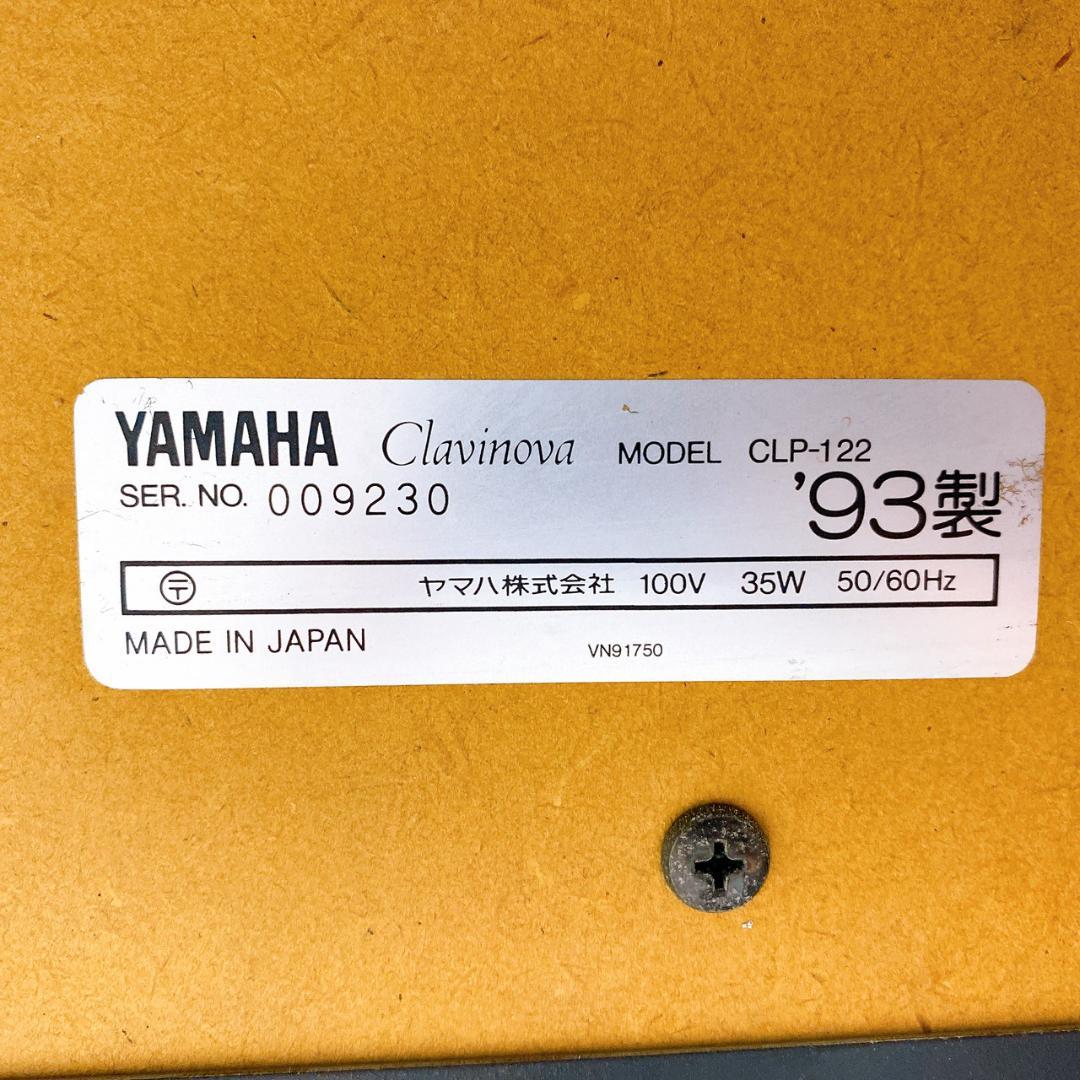 YAMAHA Clavinova MODEL CLP-122
SER. NO. 009230 '93製
〒 ヤマハ株式会社 100V 35W 50/60Hz
MADE IN JAPAN VN91750